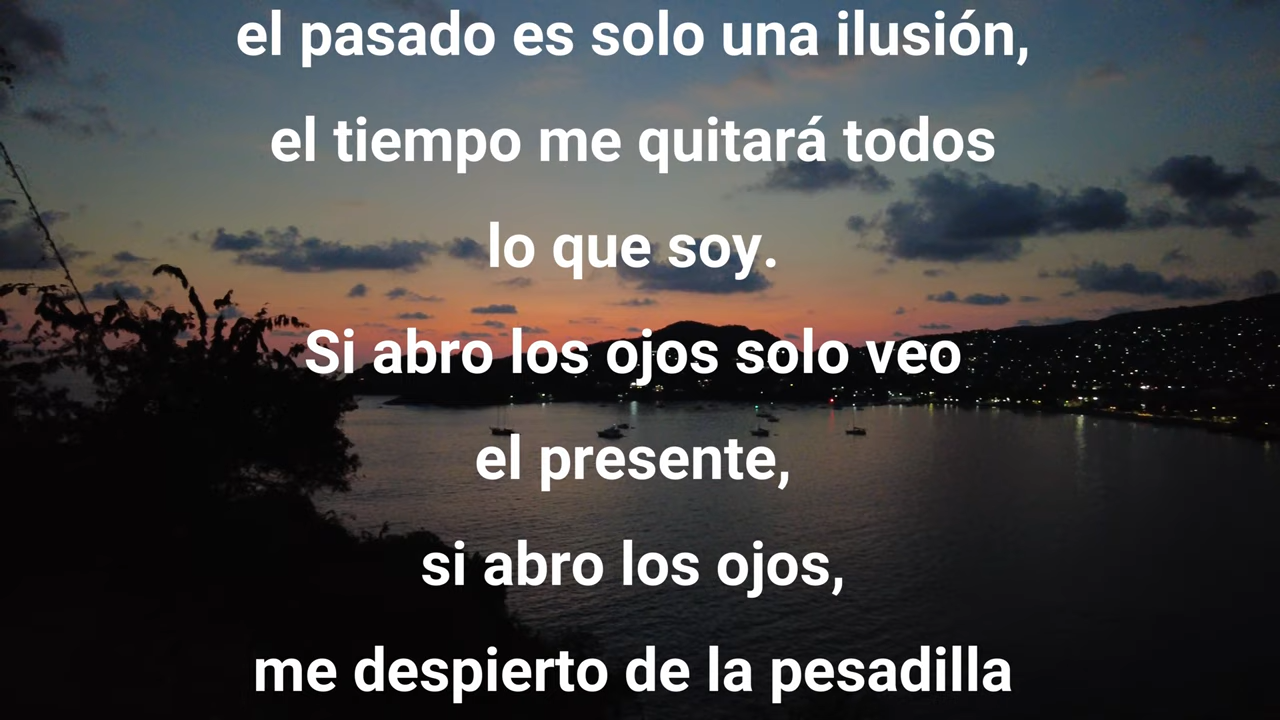 el pasado es solo una ilusión,
el tiempo me quitará todos
lo que soy.
Si abro los ojos solo veo
el presente,
si abro los ojos,
me despierto de la pesadilla